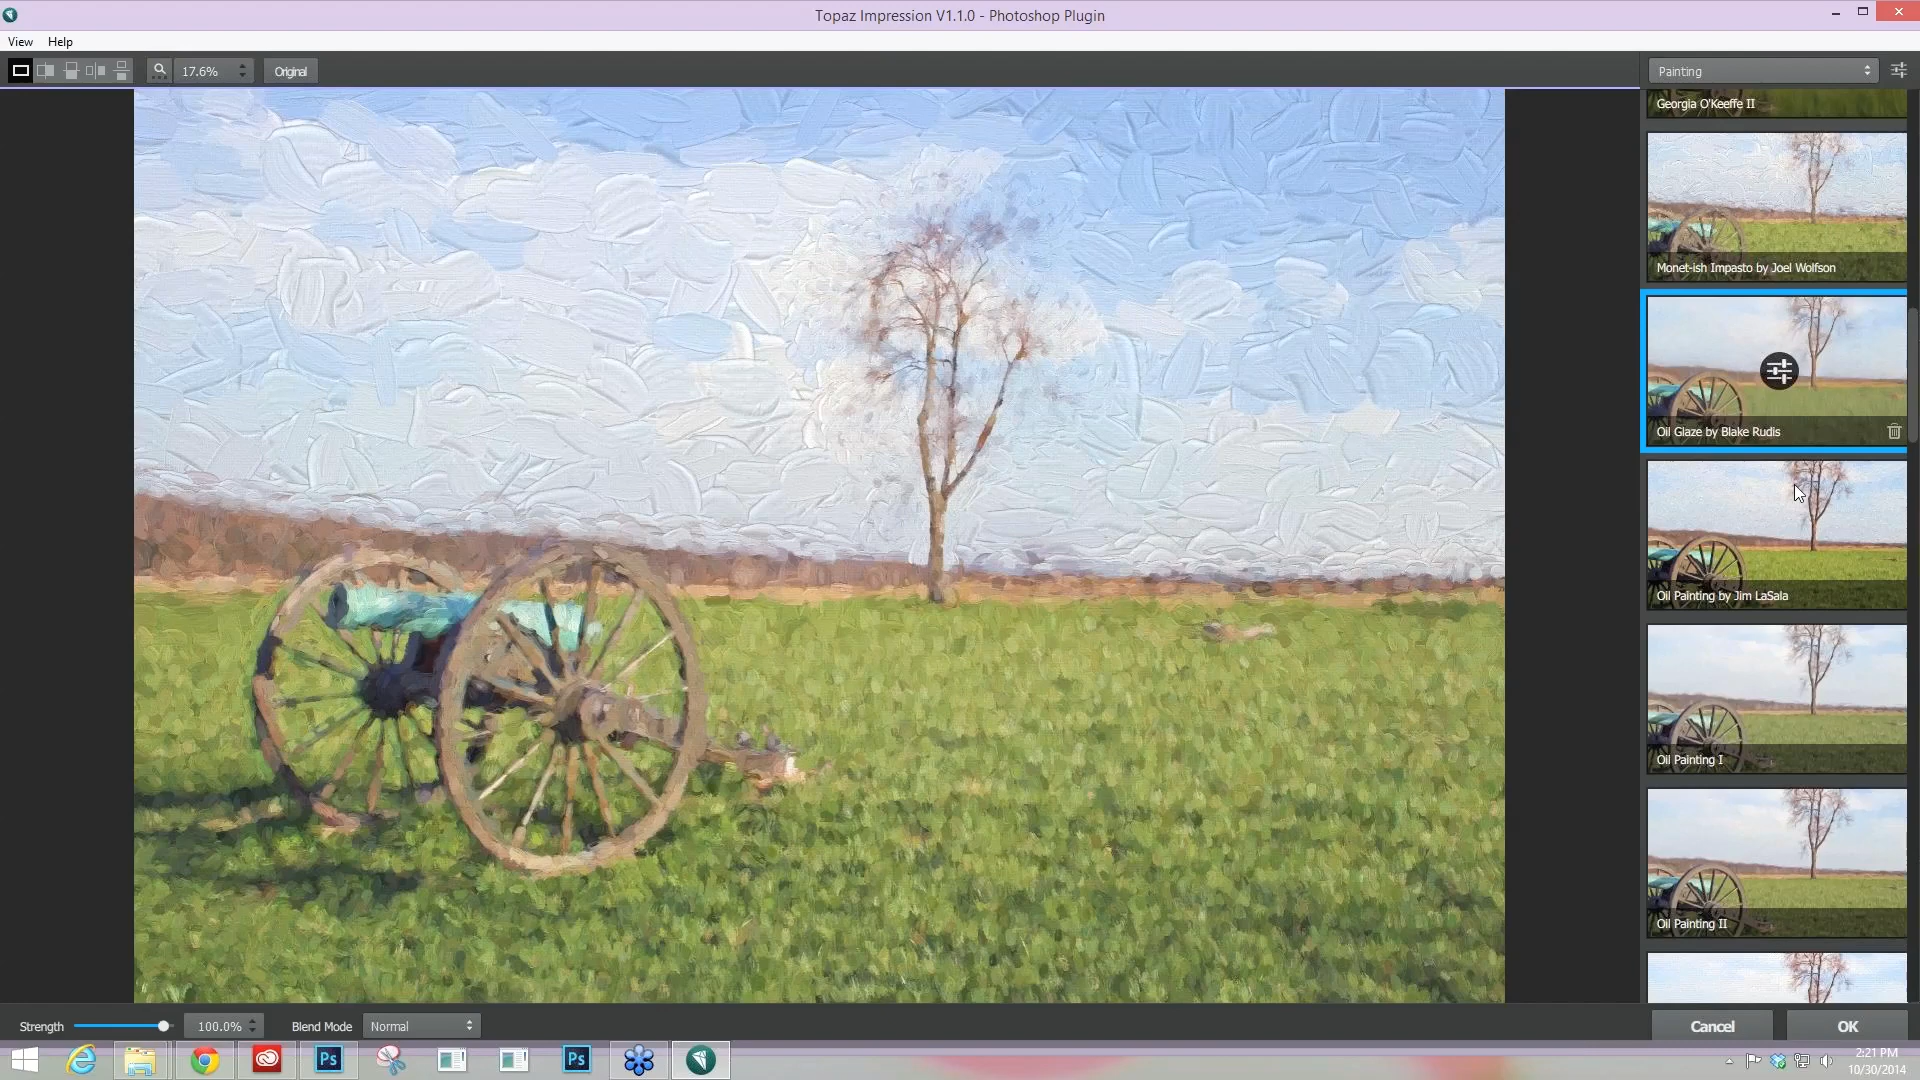 Topaz Impression V1.1.0 - Photoshop Plugin
View Help
17.6% Original Painting
Georgia O'Keeffe II
Monet-ish Impasto by Joel Wolfson
Oil Glaze by Blake Rudis
Oil Painting by Jim LaSala
Oil Painting I
Oil Painting II
Strength 100.0% Blend Mode Normal Cancel OK
Ps Ps
2:21 PM
10/30/2014